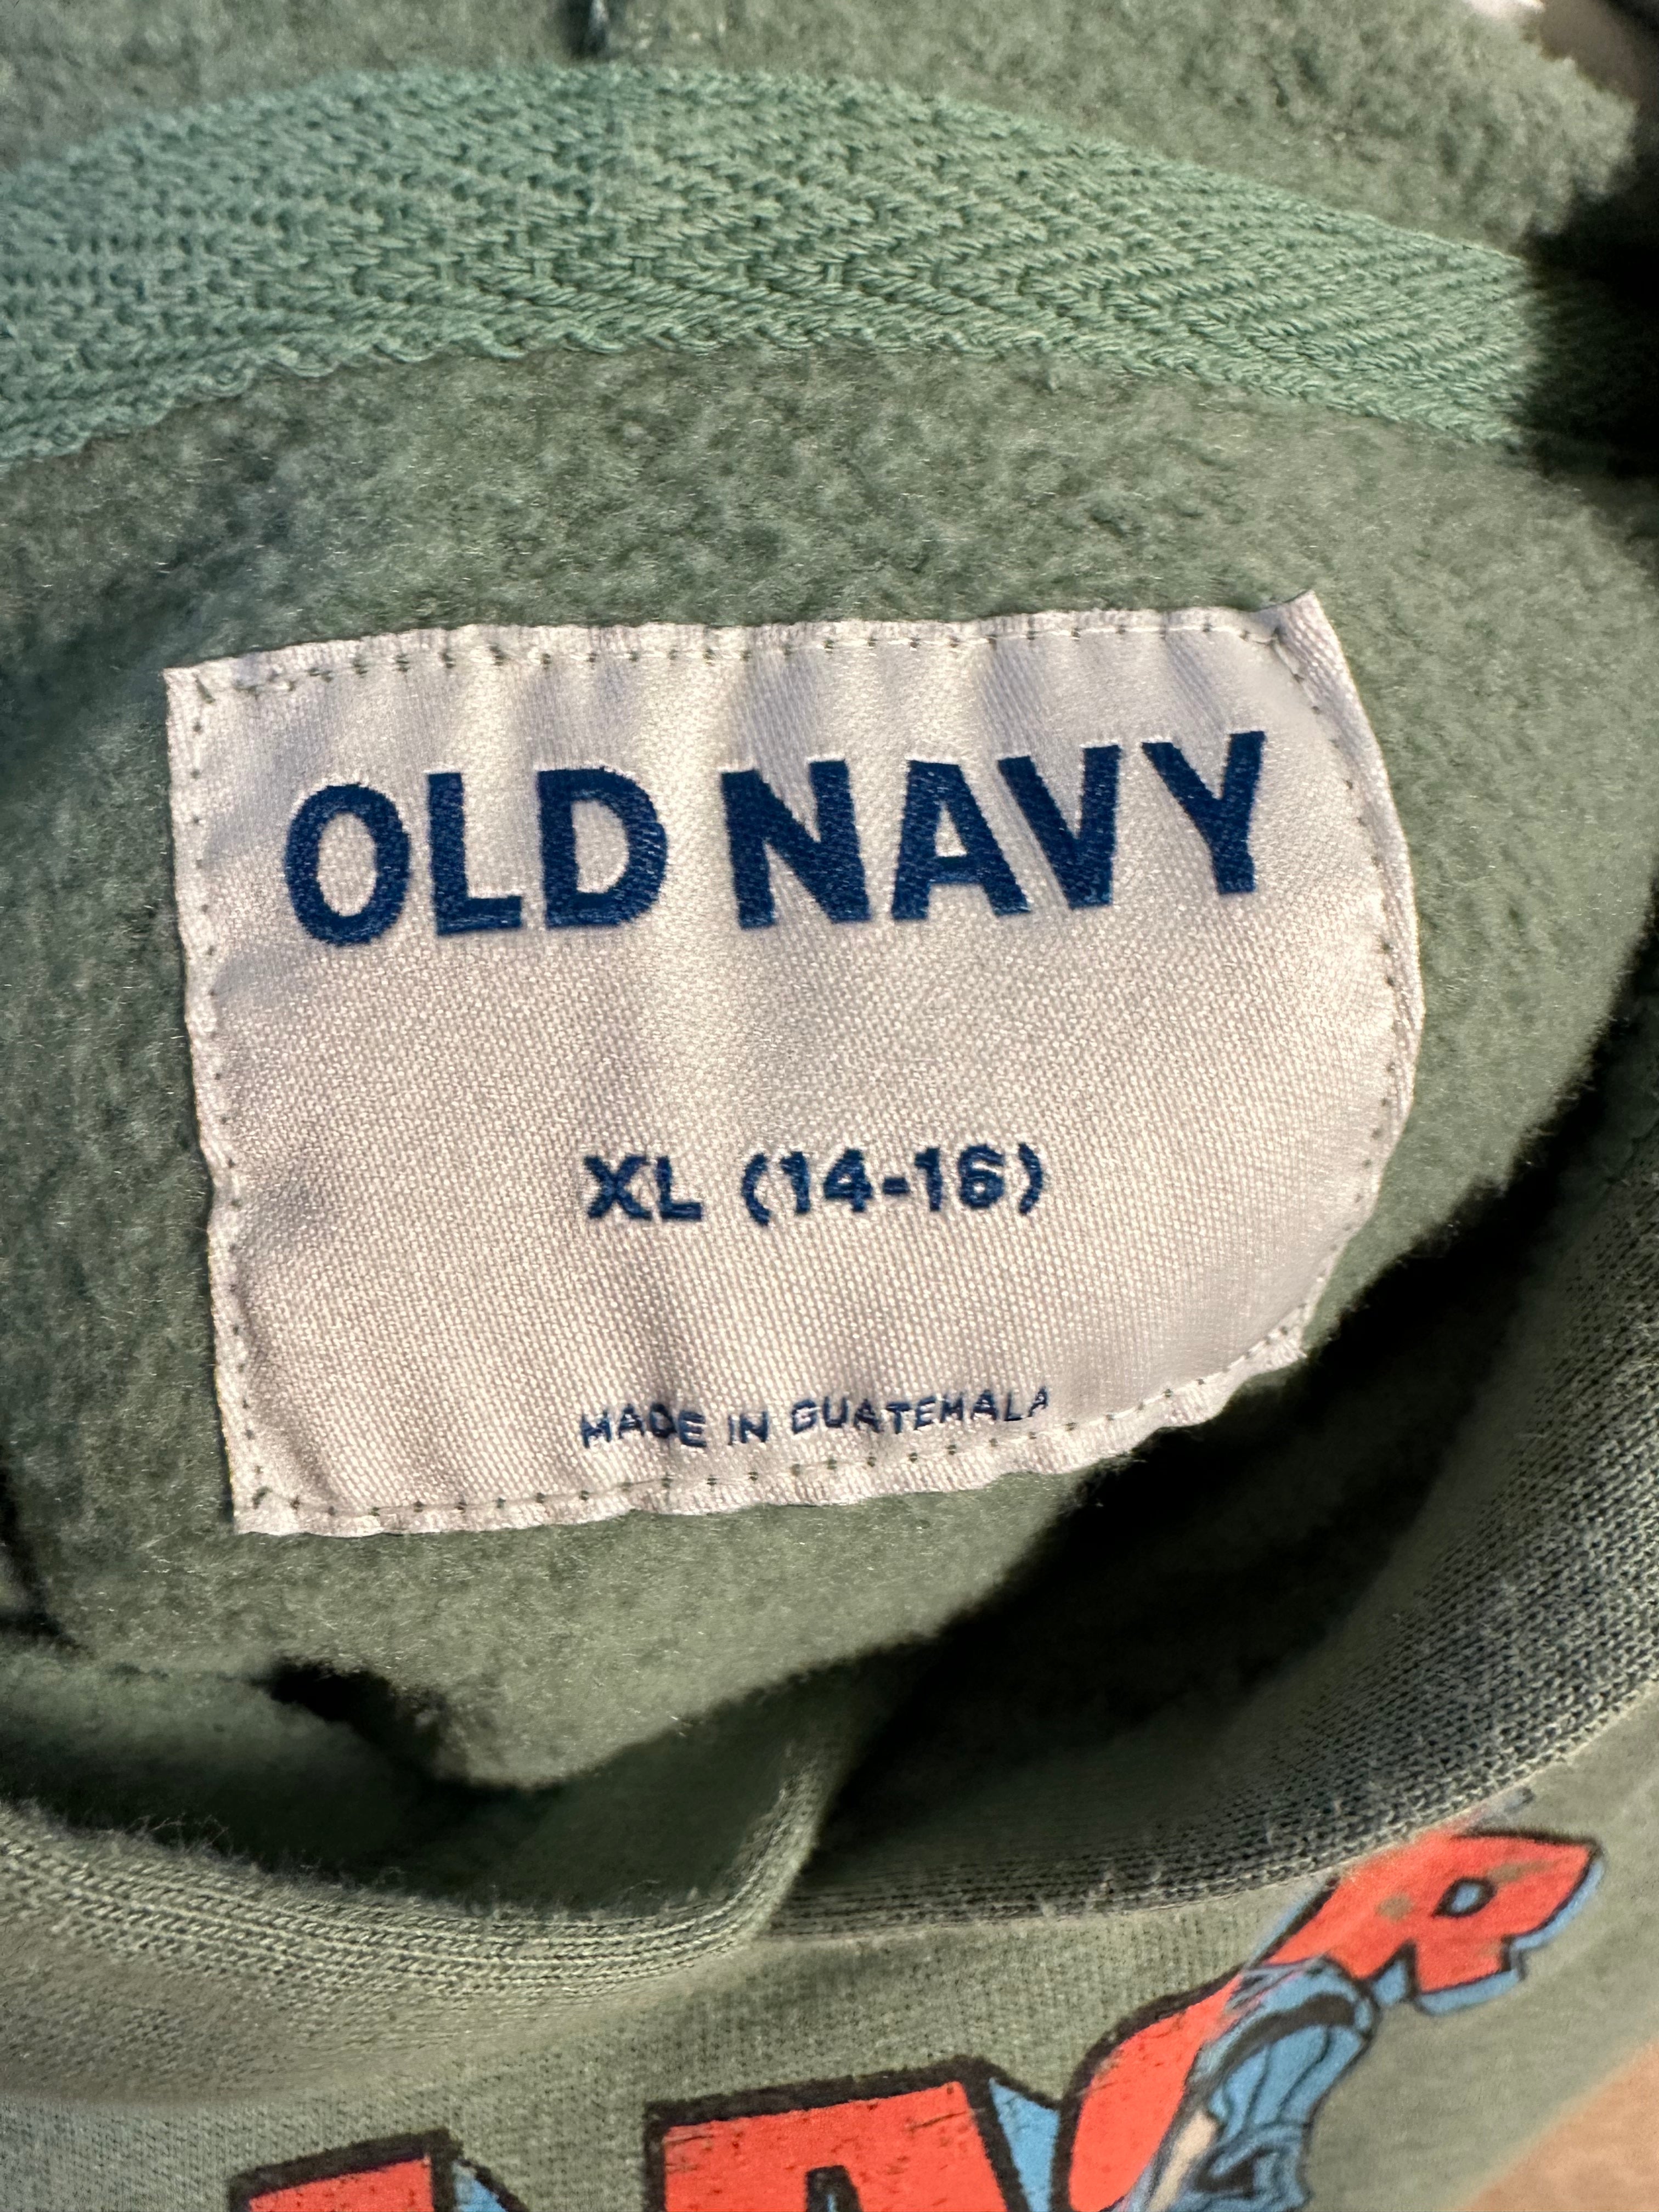 OLD NAVY
XL (14-16)
MADE IN GUATEMALA